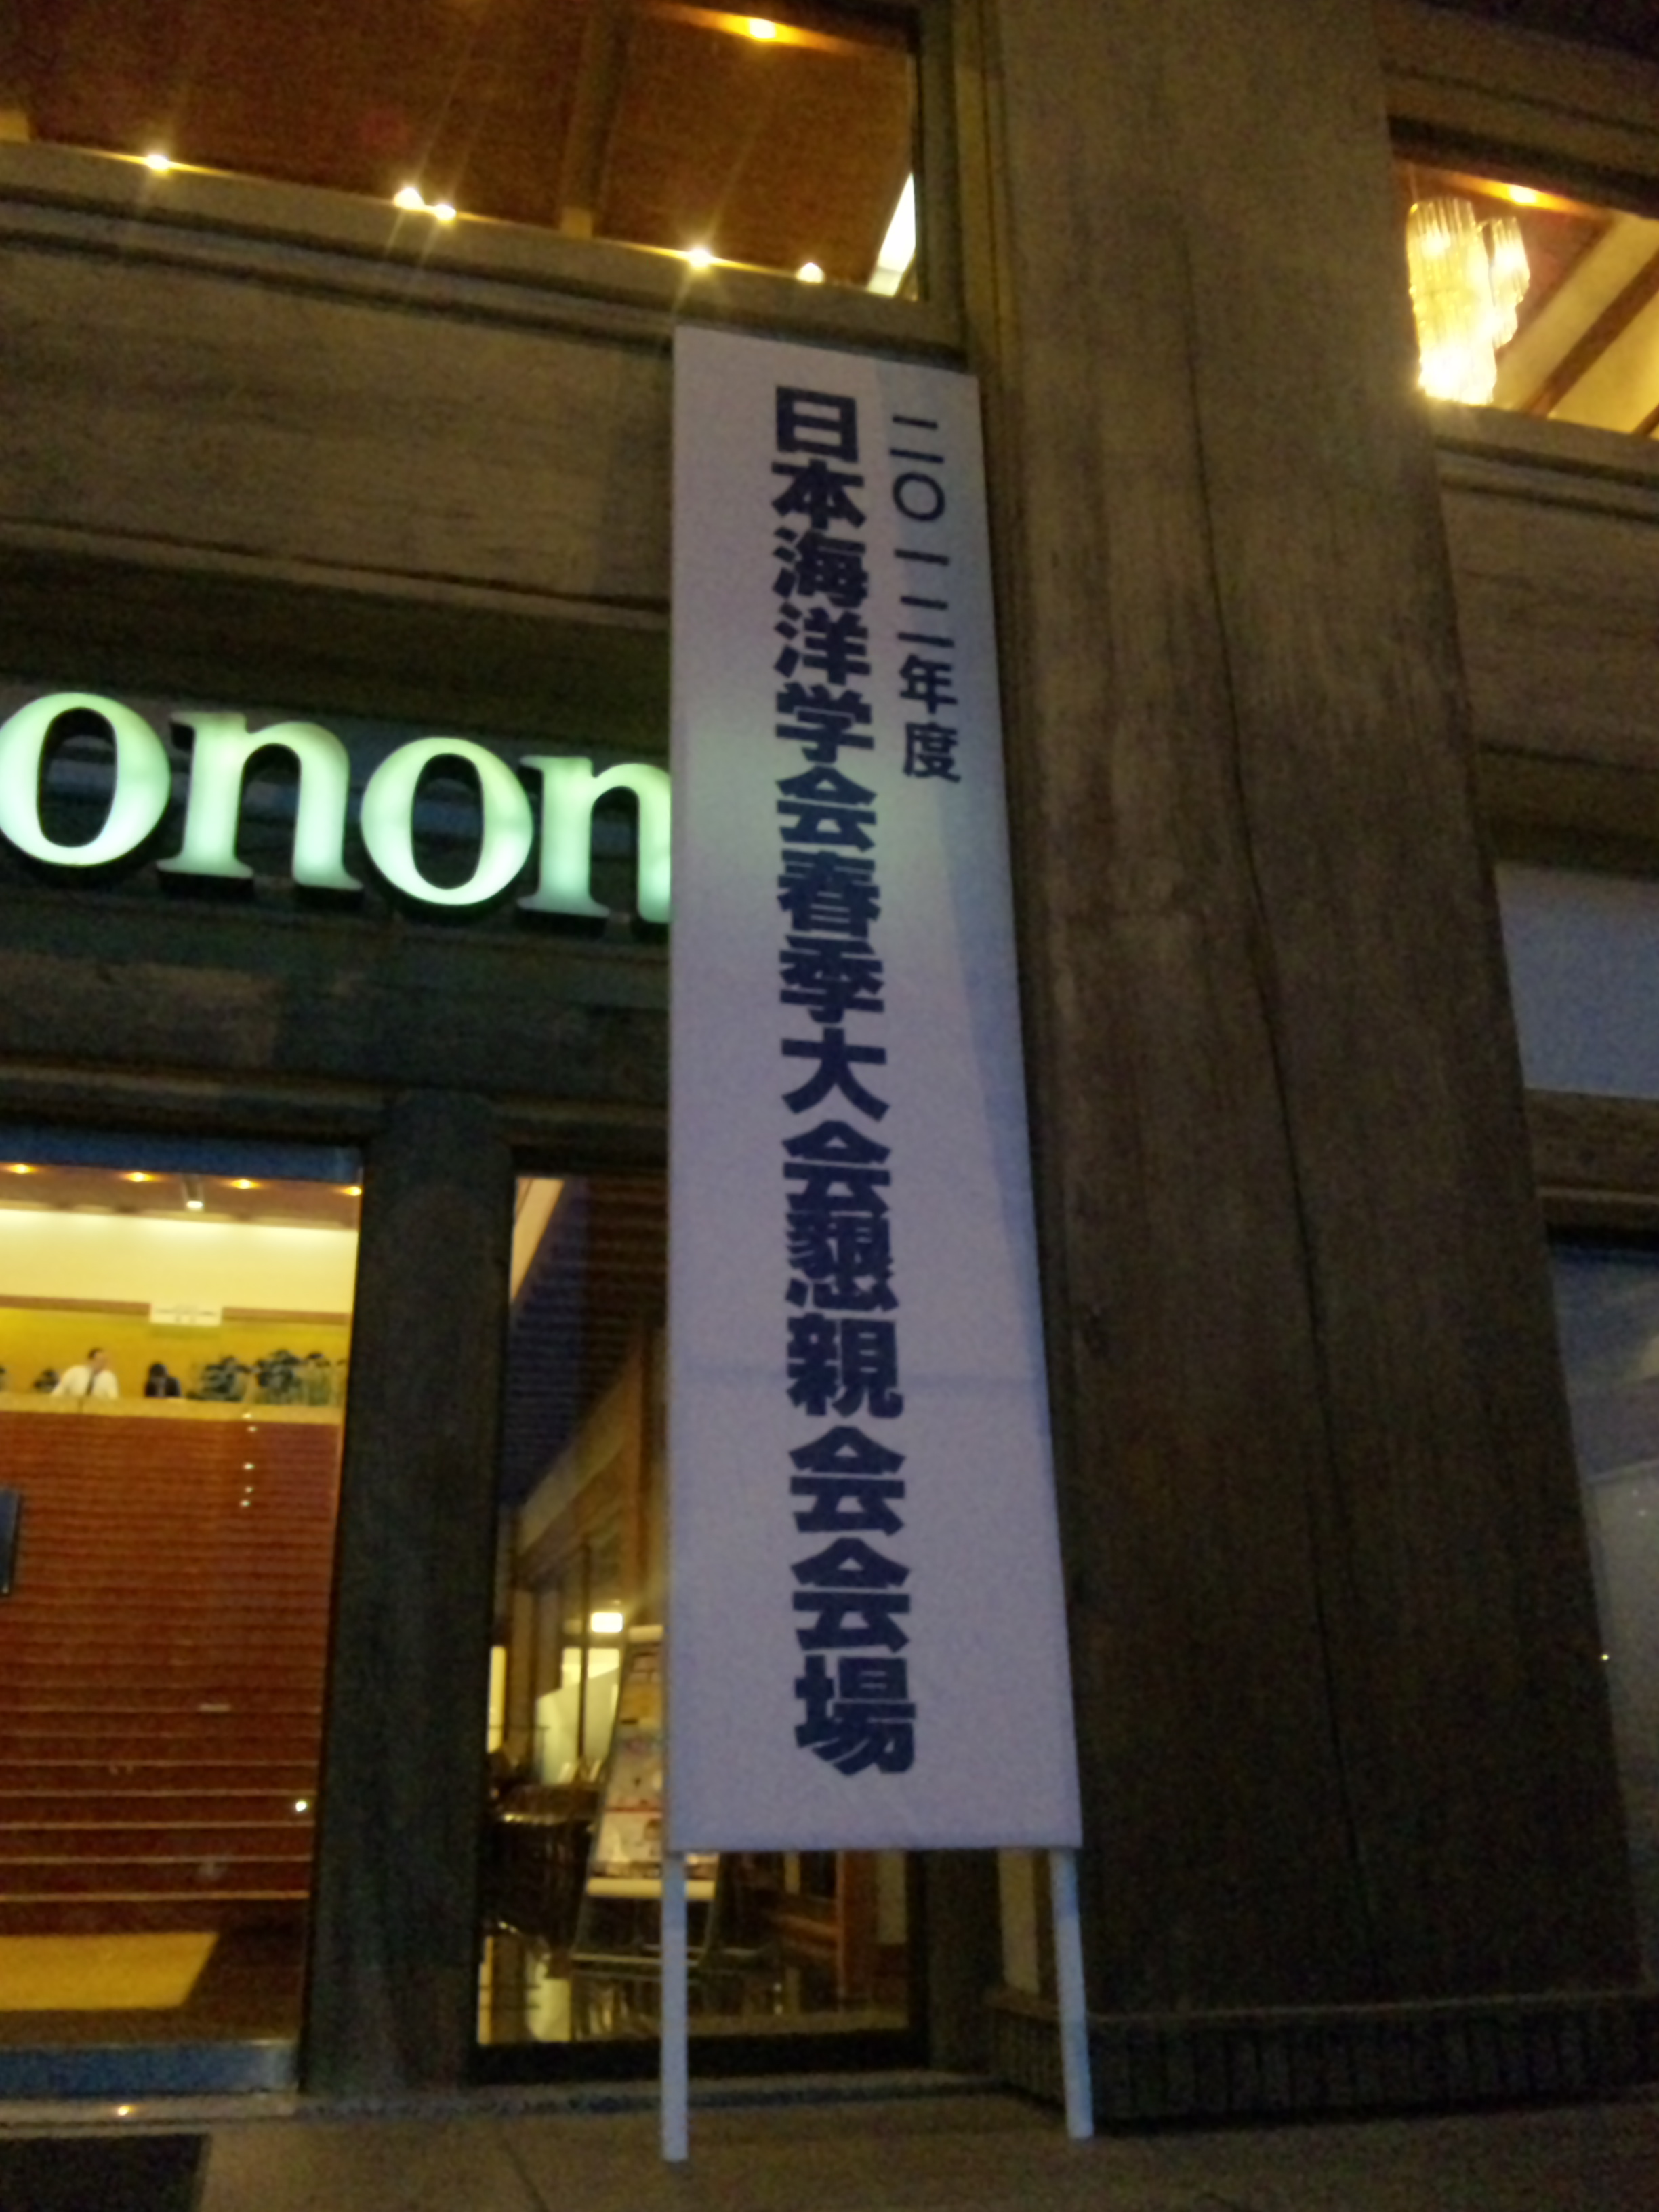 二〇一二年度
日本海洋学会春季大会懇親会会場
onon